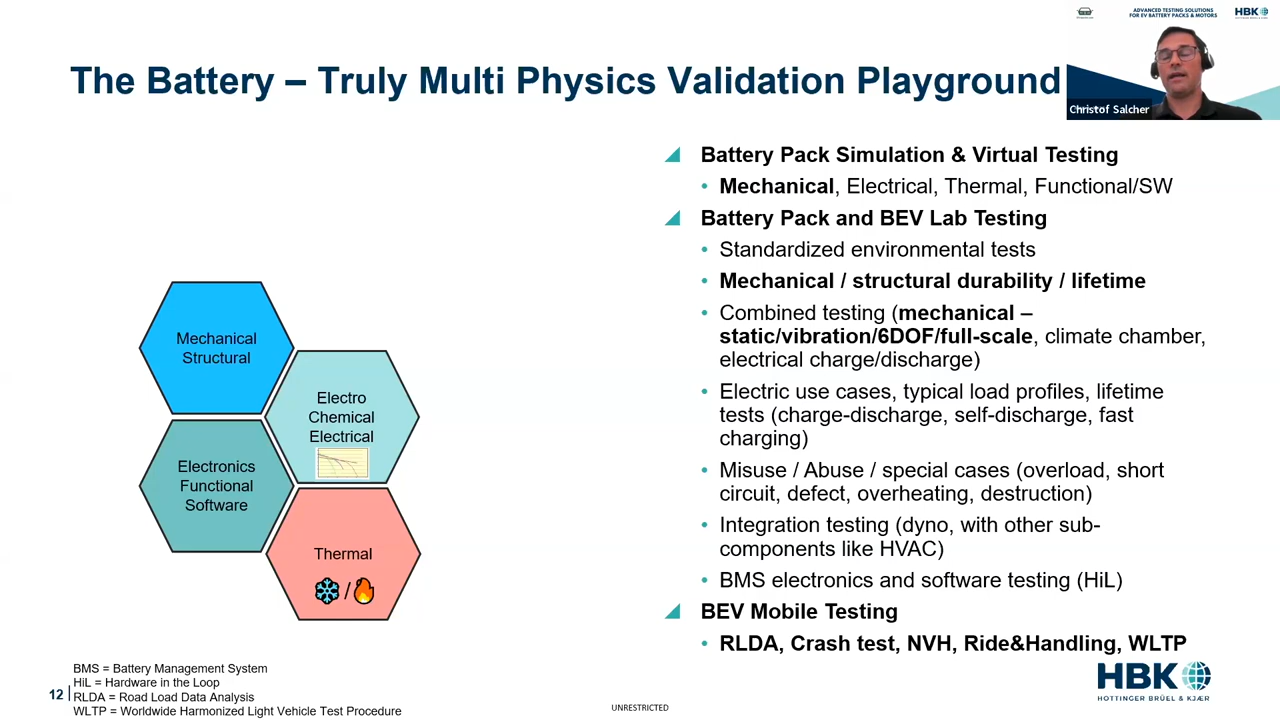 ADVANCED TESTING SOLUTIONS
FOR EV BATTERY PACKS & MOTORS
HBK
HOTTINGER BRÜEL & KJÆR
The Battery – Truly Multi Physics Validation Playground
Christof Salcher
Battery Pack Simulation & Virtual Testing
• Mechanical, Electrical, Thermal, Functional/SW
Battery Pack and BEV Lab Testing
• Standardized environmental tests
• Mechanical / structural durability / lifetime
• Combined testing (mechanical –
static/vibration/6DOF/full-scale, climate chamber,
electrical charge/discharge)
• Electric use cases, typical load profiles, lifetime
tests (charge-discharge, self-discharge, fast
charging)
• Misuse / Abuse / special cases (overload, short
circuit, defect, overheating, destruction)
• Integration testing (dyno, with other sub-
components like HVAC)
• BMS electronics and software testing (HiL)
BEV Mobile Testing
• RLDA, Crash test, NVH, Ride&Handling, WLTP
Mechanical
Structural
Electro
Chemical
Electrical
Electronics
Functional
Software
Thermal
/
BMS = Battery Management System
HiL = Hardware in the Loop
RLDA = Road Load Data Analysis
WLTP = Worldwide Harmonized Light Vehicle Test Procedure
12
UNRESTRICTED
HBK
HOTTINGER BRÜEL & KJÆR